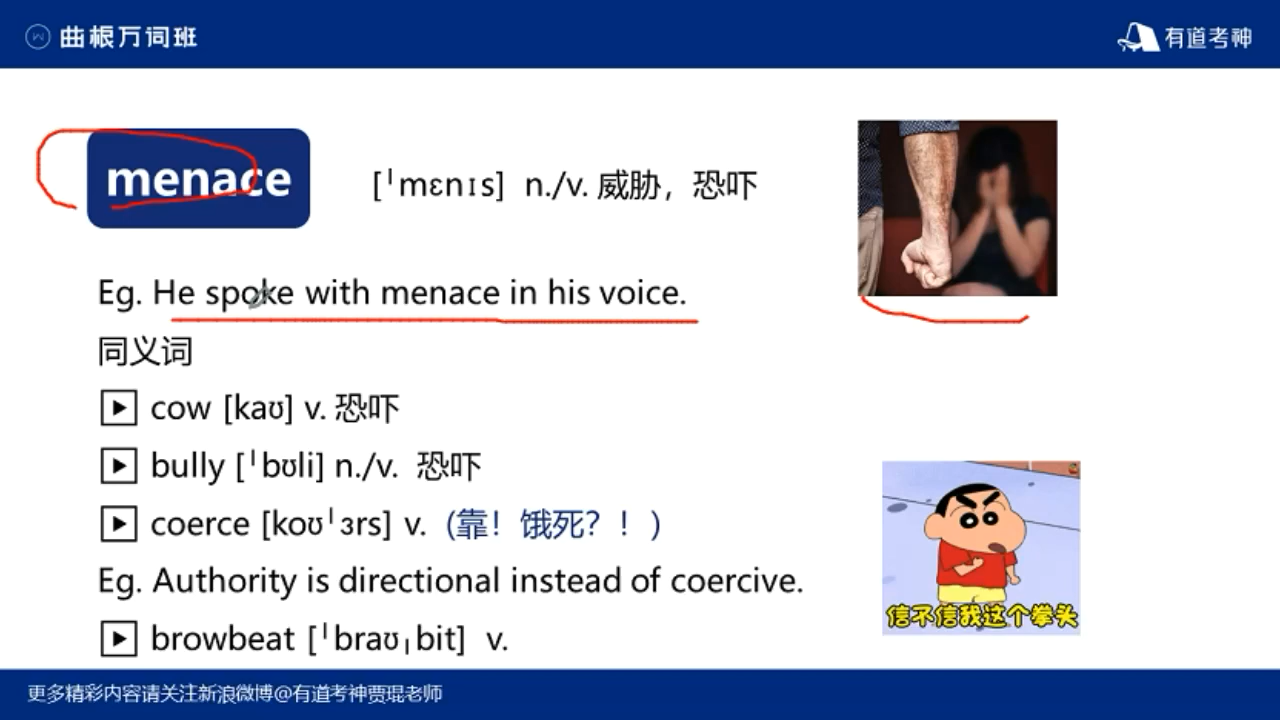 曲根万词班
有道考神
menace
[ˈmɛnɪs] n./v. 威胁，恐吓
Eg. He spoke with menace in his voice.
同义词
cow [kaʊ] v. 恐吓
bully [ˈbʊli] n./v. 恐吓
coerce [koʊˈɜrs] v. (靠！饿死？！)
Eg. Authority is directional instead of coercive.
信不信我这个拳头
browbeat [ˈbraʊˌbit] v.
更多精彩内容请关注新浪微博@有道考神贾琨老师